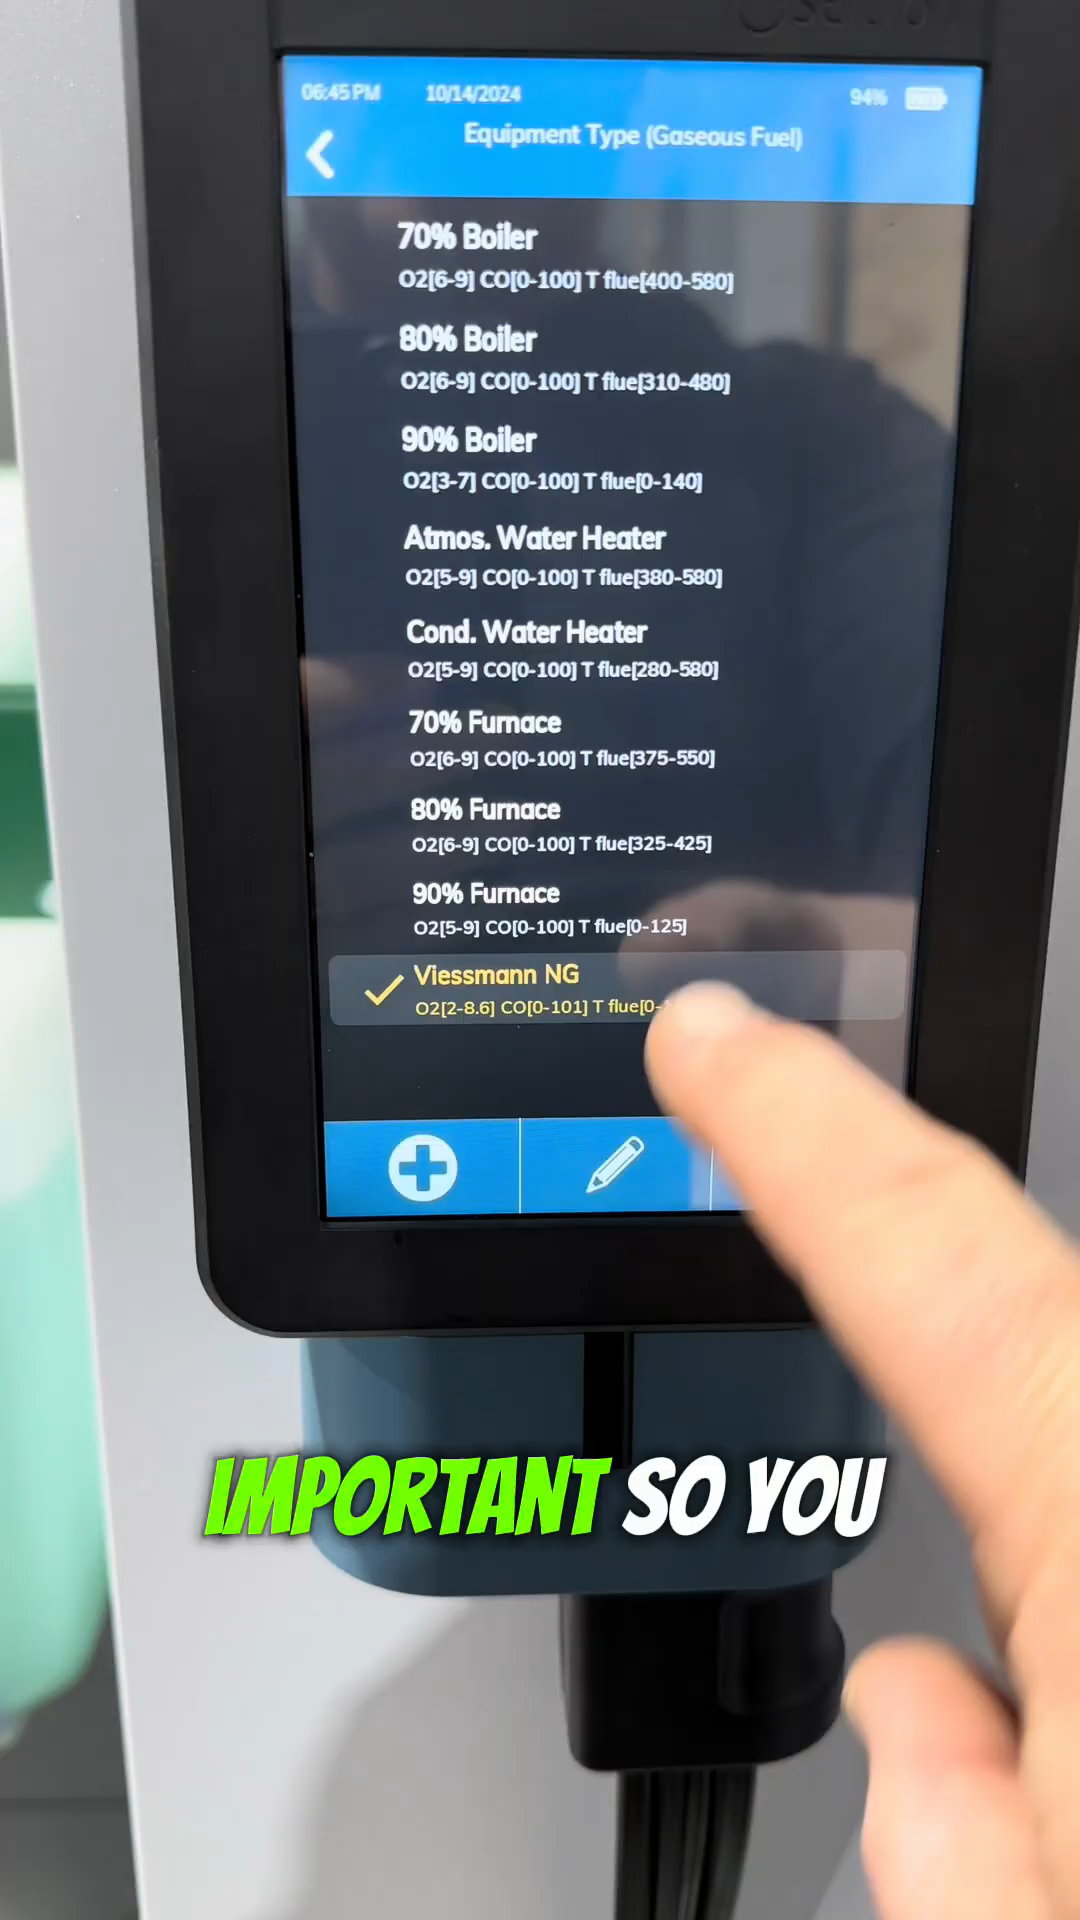 06:45 PM 10/14/2024 94%
Equipment Type (Gaseous Fuel)
70% Boiler
O2[6-9] CO[0-100] T flue[400-580]
80% Boiler
O2[6-9] CO[0-100] T flue[310-480]
90% Boiler
O2[3-7] CO[0-100] T flue[0-140]
Atmos. Water Heater
O2[5-9] CO[0-100] T flue[380-580]
Cond. Water Heater
O2[5-9] CO[0-100] T flue[280-580]
70% Furnace
O2[6-9] CO[0-100] T flue[375-550]
80% Furnace
O2[6-9] CO[0-100] T flue[325-425]
90% Furnace
O2[5-9] CO[0-100] T flue[0-125]
Viessmann NG
O2[2-8.6] CO[0-101] T flue[0-
IMPORTANT SO YOU